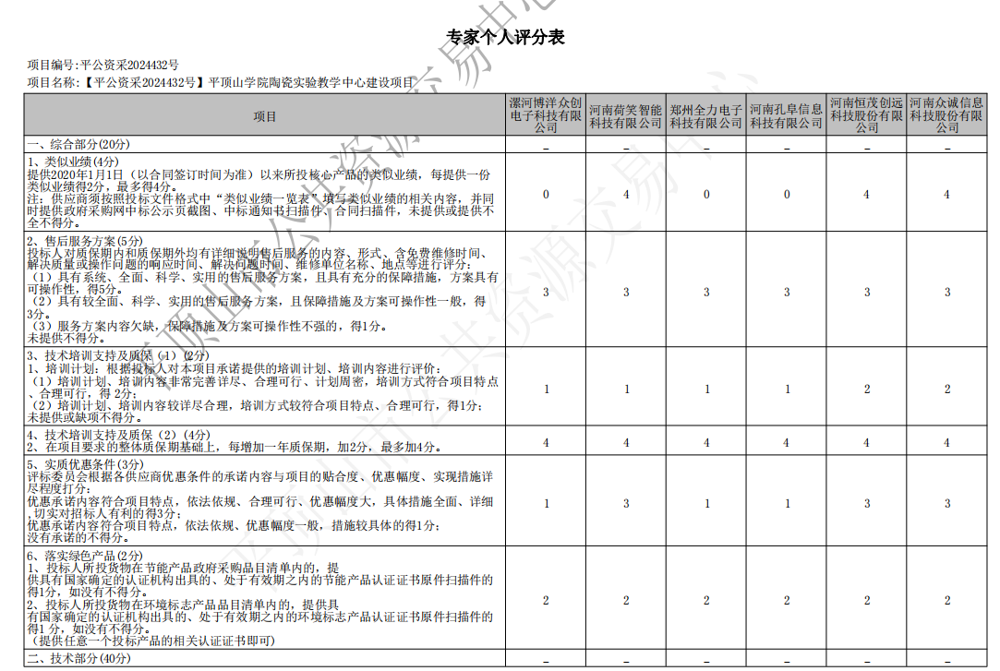 专家个人评分表
项目编号:平公资采2024432号
项目名称:【平公资采2024432号】平顶山学院陶瓷实验教学中心建设项目
项目
漯河博洋众创
电子科技有限
公司
河南荷笑智能
科技有限公司
郑州全力电子
科技有限公司
河南孔阜信息
科技有限公司
河南恒茂创远
科技股份有限
公司
河南众诚信息
科技股份有限
公司
一、综合部分(20分) – – – – – –
1、类似业绩(4分)
提供2020年1月1日（以合同签订时间为准）以来所投核心产品的类似业绩，每提供一份
类似业绩得2分，最多得4分。
注：供应商须按照投标文件格式中“类似业绩一览表”填写类似业绩的相关内容，并同
时提供政府采购网中标公示页截图、中标通知书扫描件、合同扫描件，未提供或提供不
全不得分。
0 4 0 0 4 4
2、售后服务方案(5分)
投标人对质保期内和质保期外均有详细说明售后服务的内容、形式、含免费维修时间、
解决质量或操作问题的响应时间、解决问题时间、维修单位名称、地点等进行评分：
（1）具有系统、全面、科学、实用的售后服务方案，且具有充分的保障措施，方案具有
可操作性，得5分。
（2）具有较全面、科学、实用的售后服务方案，且保障措施及方案可操作性一般，得
3分。
（3）服务方案内容欠缺，保障措施及方案可操作性不强的，得1分。
未提供不得分。
3 3 3 3 3 3
3、技术培训支持及质保（1）(2分)
1、培训计划：根据投标人对本项目承诺提供的培训计划、培训内容进行评价：
（1）培训计划、培训内容非常完善详尽、合理可行、计划周密，培训方式符合项目特点
、合理可行，得 2分；
（2）培训计划、培训内容较详尽合理，培训方式较符合项目特点、合理可行，得1分；
未提供或缺项不得分。
1 1 1 1 2 2
4、技术培训支持及质保（2）(4分)
2、在项目要求的整体质保期基础上，每增加一年质保期，加2分，最多加4分。
4 4 4 4 4 4
5、实质优惠条件(3分)
评标委员会根据各供应商优惠条件的承诺内容与项目的贴合度、优惠幅度、实现措施详
尽程度打分：
优惠承诺内容符合项目特点，依法依规、合理可行、优惠幅度大，具体措施全面、详细
,切实对招标人有利的得3分；
优惠承诺内容符合项目特点，依法依规、优惠幅度一般，措施较具体的得1分；
没有承诺的不得分。
1 3 1 1 3 3
6、落实绿色产品(2分)
1、投标人所投货物在节能产品政府采购品目清单内的，提
供具有国家确定的认证机构出具的、处于有效期之内的节能产品认证证书原件扫描件的
得1分，如没有不得分。
2、投标人所投货物在环境标志产品品目清单内的，提供具
有国家确定的认证机构出具的、处于有效期之内的环境标志产品认证证书原件扫描件的
得1 分，如没有不得分。
（提供任意一个投标产品的相关认证证书即可)
2 2 2 2 2 2
二、技术部分(40分) – – – – – –
平顶山市公共资源交易中心
平顶山市公共资源交易中心